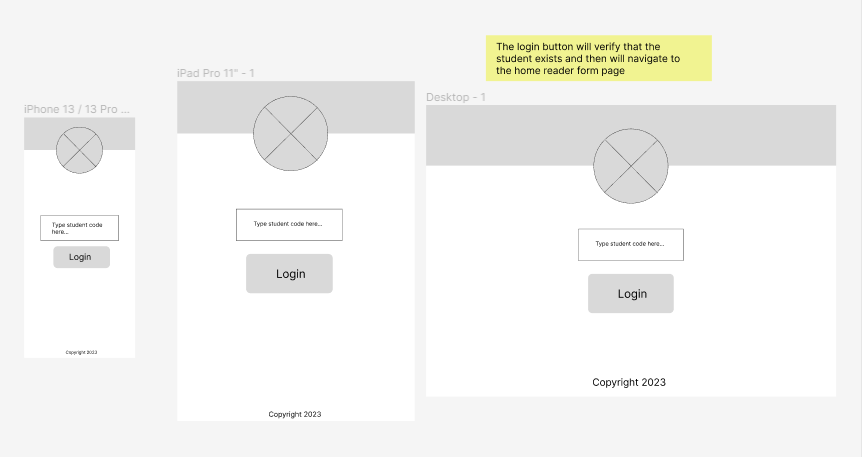 The login button will verify that the
student exists and then will navigate to
the home reader form page
iPhone 13 / 13 Pro ...
Type student code
here...
Login
Copyright 2023
iPad Pro 11" - 1
Type student code here...
Login
Copyright 2023
Desktop - 1
Type student code here...
Login
Copyright 2023